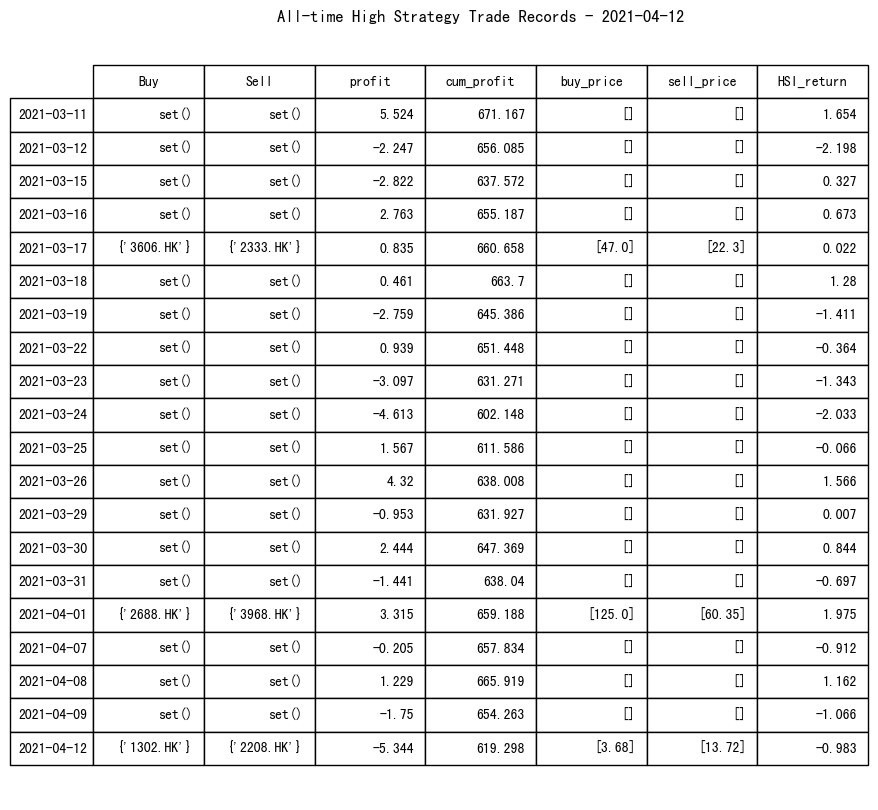 All-time High Strategy Trade Records - 2021-04-12
Buy Sell profit cum_profit buy_price sell_price HSI_return
2021-03-11 set() set() 5.524 671.167 [] [] 1.654
2021-03-12 set() set() -2.247 656.085 [] [] -2.198
2021-03-15 set() set() -2.822 637.572 [] [] 0.327
2021-03-16 set() set() 2.763 655.187 [] [] 0.673
2021-03-17 {'3606.HK'} {'2333.HK'} 0.835 660.658 [47.0] [22.3] 0.022
2021-03-18 set() set() 0.461 663.7 [] [] 1.28
2021-03-19 set() set() -2.759 645.386 [] [] -1.411
2021-03-22 set() set() 0.939 651.448 [] [] -0.364
2021-03-23 set() set() -3.097 631.271 [] [] -1.343
2021-03-24 set() set() -4.613 602.148 [] [] -2.033
2021-03-25 set() set() 1.567 611.586 [] [] -0.066
2021-03-26 set() set() 4.32 638.008 [] [] 1.566
2021-03-29 set() set() -0.953 631.927 [] [] 0.007
2021-03-30 set() set() 2.444 647.369 [] [] 0.844
2021-03-31 set() set() -1.441 638.04 [] [] -0.697
2021-04-01 {'2688.HK'} {'3968.HK'} 3.315 659.188 [125.0] [60.35] 1.975
2021-04-07 set() set() -0.205 657.834 [] [] -0.912
2021-04-08 set() set() 1.229 665.919 [] [] 1.162
2021-04-09 set() set() -1.75 654.263 [] [] -1.066
2021-04-12 {'1302.HK'} {'2208.HK'} -5.344 619.298 [3.68] [13.72] -0.983